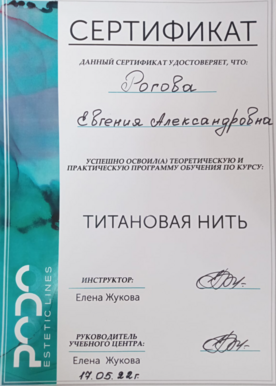 СЕРТИФИКАТ
ДАННЫЙ СЕРТИФИКАТ УДОСТОВЕРЯЕТ, ЧТО:
Рогова
Евгения Александровна
УСПЕШНО ОСВОИЛ(А) ТЕОРЕТИЧЕСКУЮ И
ПРАКТИЧЕСКУЮ ПРОГРАММУ ОБУЧЕНИЯ ПО КУРСУ:
ТИТАНОВАЯ НИТЬ
ИНСТРУКТОР:
Елена Жукова
РУКОВОДИТЕЛЬ
УЧЕБНОГО ЦЕНТРА:
Елена Жукова
17.05.22г.
PODO
ESTETIC LINES